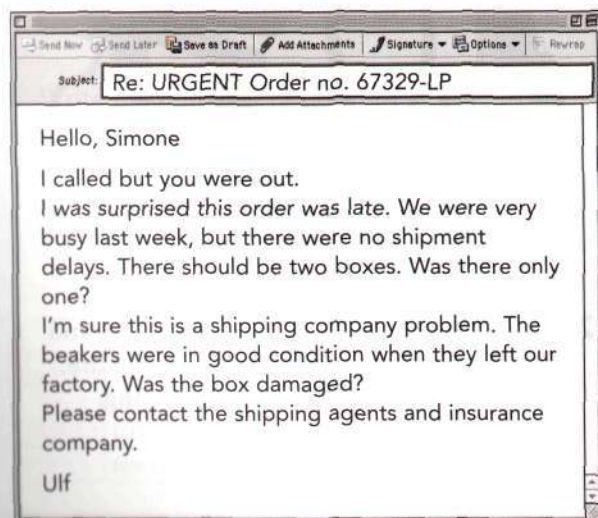 Send Now Send Later Save as Draft Add Attachments Signature Options Rewrap
Subject: Re: URGENT Order no. 67329-LP
Hello, Simone
I called but you were out.
I was surprised this order was late. We were very
busy last week, but there were no shipment
delays. There should be two boxes. Was there only
one?
I'm sure this is a shipping company problem. The
beakers were in good condition when they left our
factory. Was the box damaged?
Please contact the shipping agents and insurance
company.
Ulf